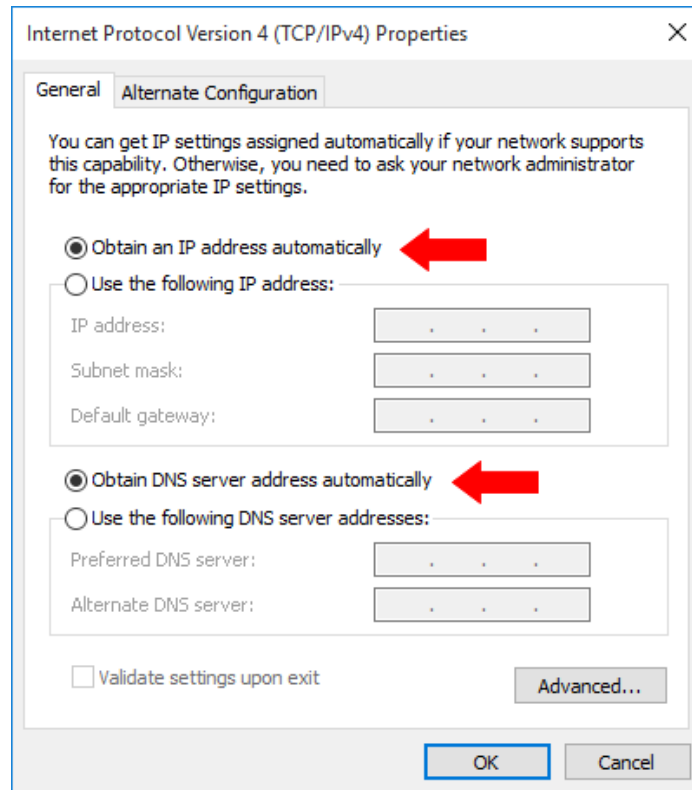 Internet Protocol Version 4 (TCP/IPv4) Properties
General
Alternate Configuration
You can get IP settings assigned automatically if your network supports
this capability. Otherwise, you need to ask your network administrator
for the appropriate IP settings.
Obtain an IP address automatically
Use the following IP address:
IP address:
Subnet mask:
Default gateway:
Obtain DNS server address automatically
Use the following DNS server addresses:
Preferred DNS server:
Alternate DNS server:
Validate settings upon exit
Advanced...
OK
Cancel